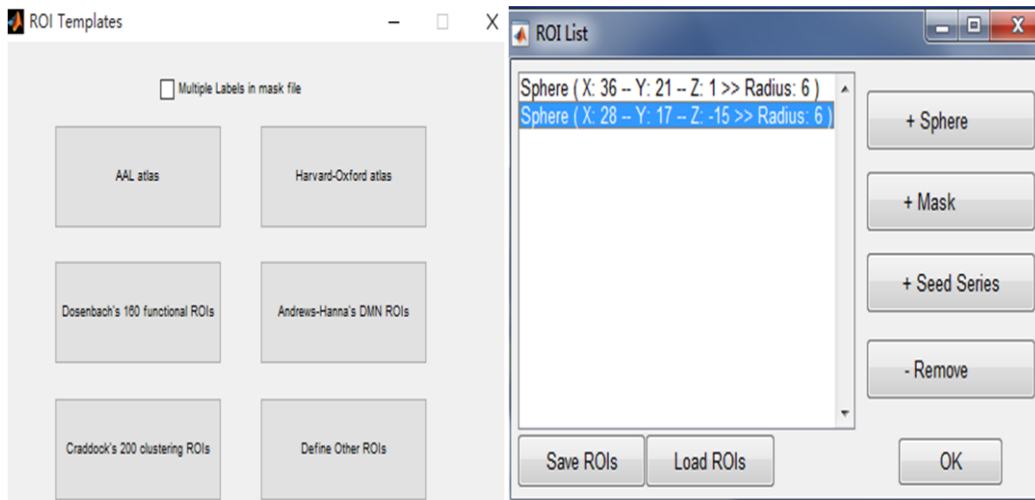 ROI Templates
Multiple Labels in mask file
AAL atlas
Harvard-Oxford atlas
Dosenbach's 160 functional ROIs
Andrews-Hanna's DMN ROIs
Craddock's 200 clustering ROIs
Define Other ROIs
ROI List
Sphere ( X: 36 -- Y: 21 -- Z: 1 >> Radius: 6 )
Sphere ( X: 28 -- Y: 17 -- Z: -15 >> Radius: 6 )
+ Sphere
+ Mask
+ Seed Series
- Remove
Save ROIs
Load ROIs
OK